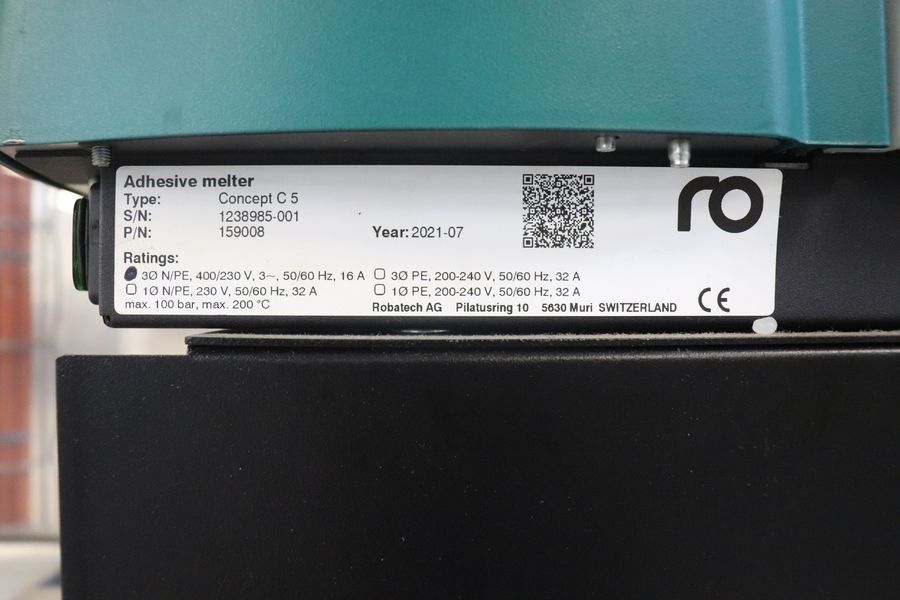 Adhesive melter
Type: Concept C 5
S/N: 1238985-001
P/N: 159008
Year: 2021-07
ro
Ratings:
3Ø N/PE, 400/230 V, 3~, 50/60 Hz, 16 A
3Ø PE, 200-240 V, 50/60 Hz, 32 A
1Ø N/PE, 230 V, 50/60 Hz, 32 A
1Ø PE, 200-240 V, 50/60 Hz, 32 A
max. 100 bar, max. 200 °C
Robatech AG Pilatusring 10 5630 Muri SWITZERLAND
CE